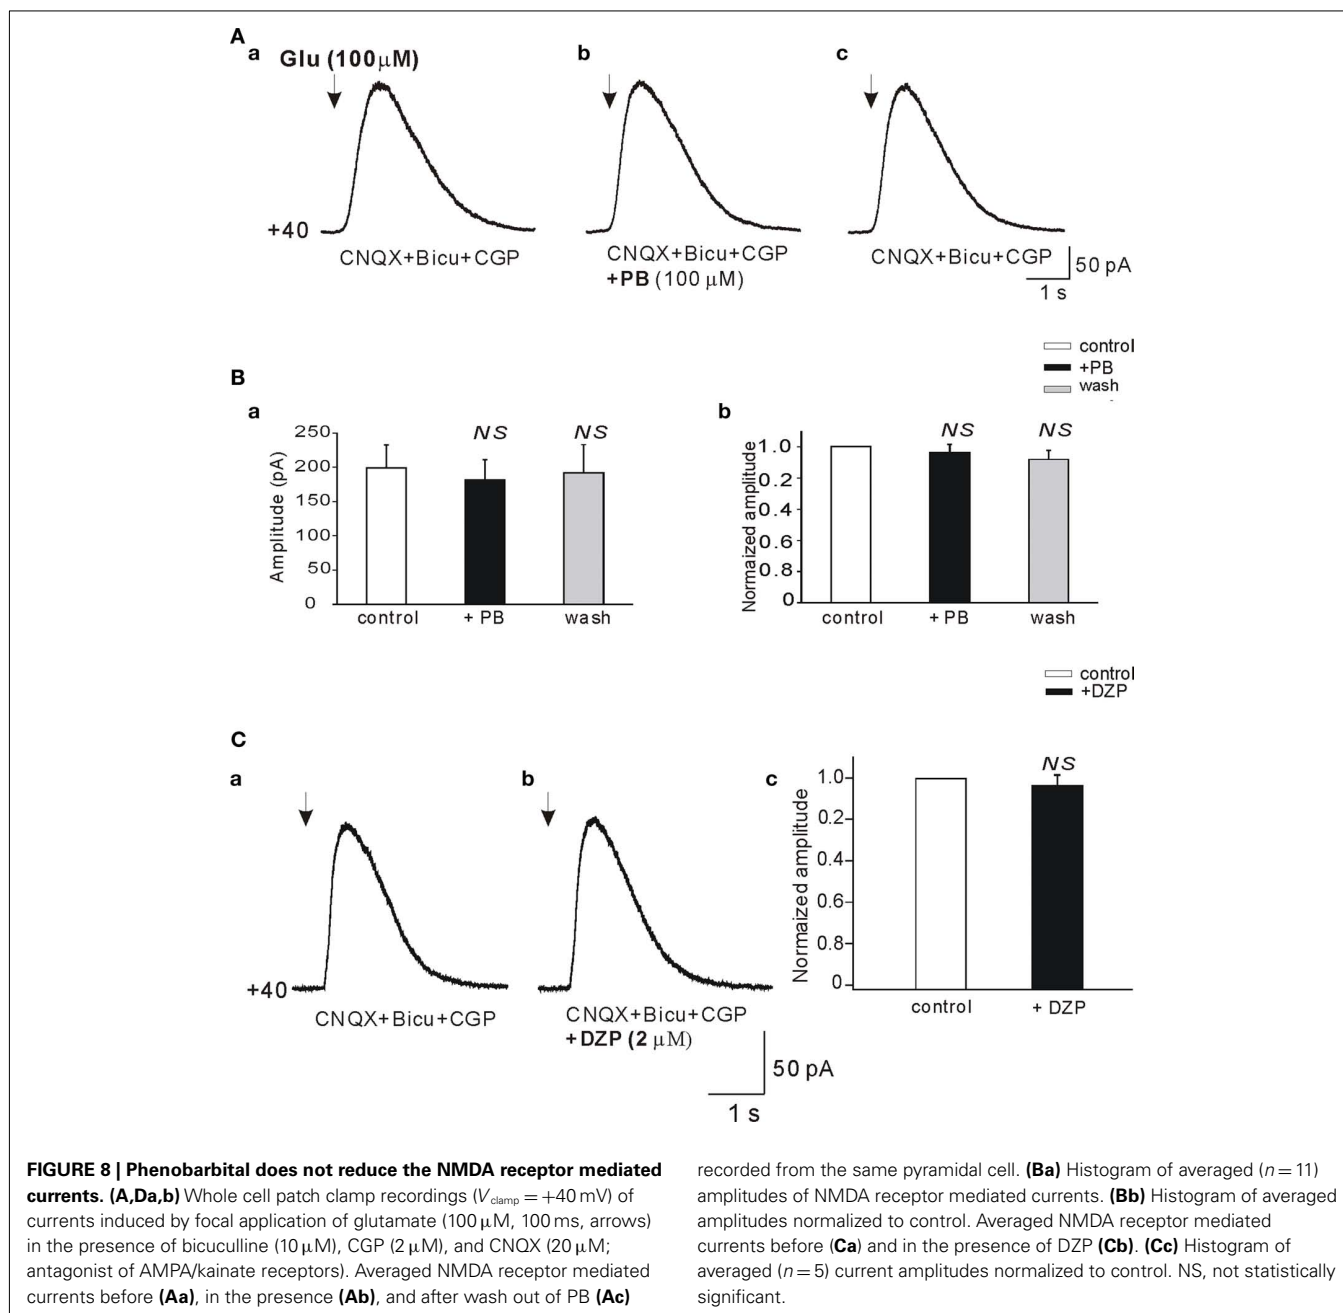 A
a
Glu (100 µM)
b
c
+40
CNQX+Bicu+CGP
CNQX+Bicu+CGP
+PB (100 µM)
CNQX+Bicu+CGP
50 pA
1 s
control
+PB
wash
B
a
Amplitude (pA)
250
200
150
100
50
0
NS
NS
control
+ PB
wash
b
Normaized amplitude
1.0
0.2
0.4
0.6
0.8
0
NS
NS
control
+ PB
wash
control
+DZP
C
a
+40
CNQX+Bicu+CGP
b
CNQX+Bicu+CGP
+DZP (2 µM)
50 pA
1 s
c
Normaized amplitude
1.0
0.2
0.4
0.6
0.8
0
NS
control
+ DZP
FIGURE 8 | Phenobarbital does not reduce the NMDA receptor mediated
currents. (A,Da,b) Whole cell patch clamp recordings (Vclamp = +40 mV) of
currents induced by focal application of glutamate (100 µM, 100 ms, arrows)
in the presence of bicuculline (10 µM), CGP (2 µM), and CNQX (20 µM;
antagonist of AMPA/kainate receptors). Averaged NMDA receptor mediated
currents before (Aa), in the presence (Ab), and after wash out of PB (Ac)
recorded from the same pyramidal cell. (Ba) Histogram of averaged (n = 11)
amplitudes of NMDA receptor mediated currents. (Bb) Histogram of averaged
amplitudes normalized to control. Averaged NMDA receptor mediated
currents before (Ca) and in the presence of DZP (Cb). (Cc) Histogram of
averaged (n = 5) current amplitudes normalized to control. NS, not statistically
significant.